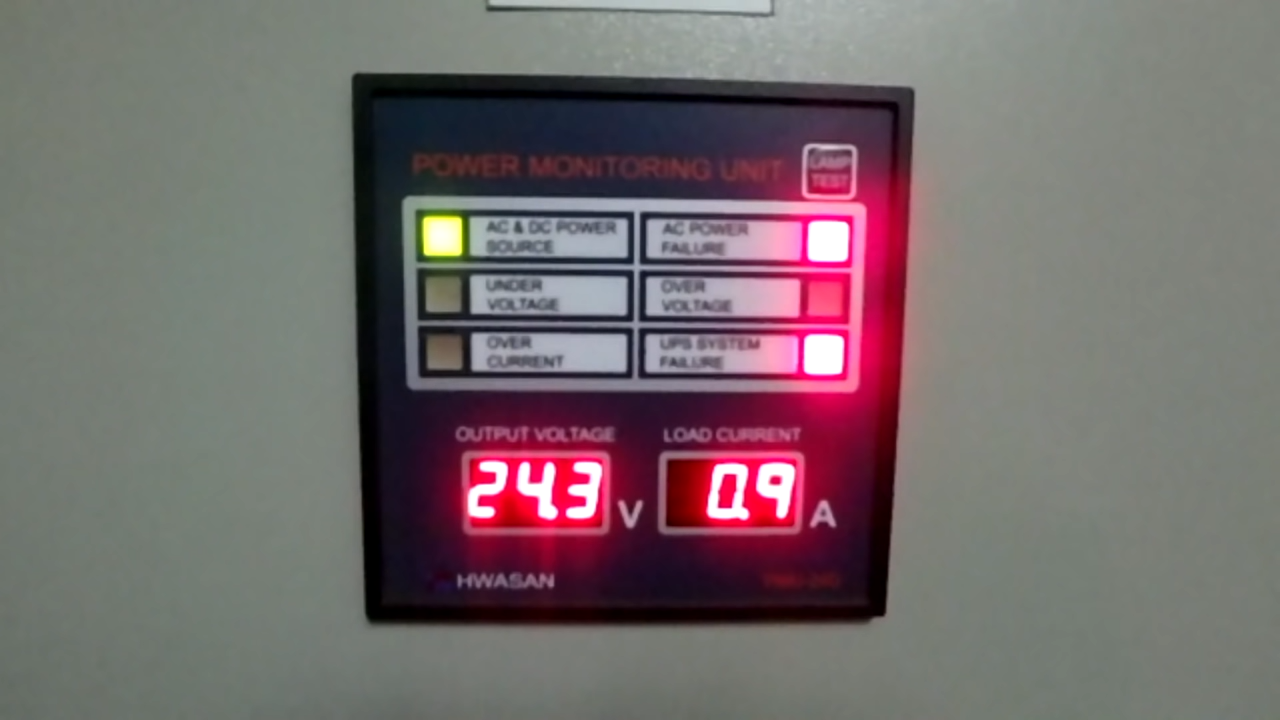 POWER MONITORING UNIT
LAMP
TEST
AC & DC POWER
SOURCE
AC POWER
FAILURE
UNDER
VOLTAGE
OVER
VOLTAGE
OVER
CURRENT
UPS SYSTEM
FAILURE
OUTPUT VOLTAGE
LOAD CURRENT
24.3 V
0.9 A
HWASAN